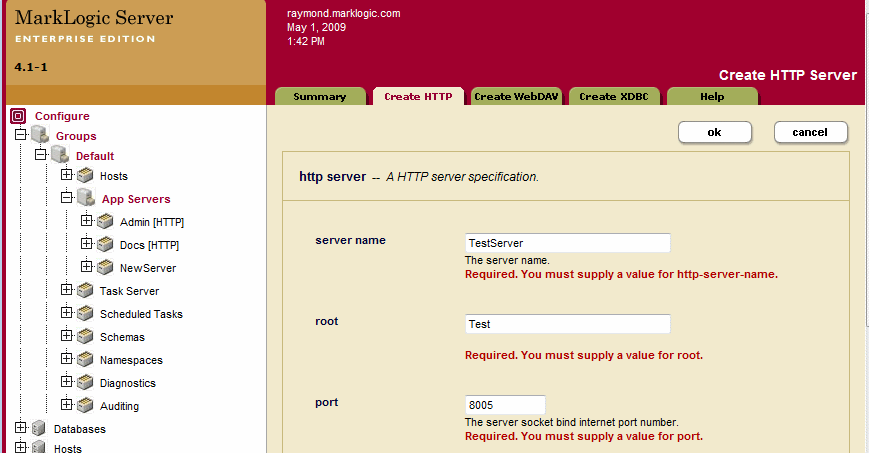 MarkLogic Server
ENTERPRISE EDITION
4.1-1
raymond.marklogic.com
May 1, 2009
1:42 PM
Create HTTP Server
Summary
Create HTTP
Create WebDAV
Create XDBC
Help
Configure
Groups
Default
Hosts
App Servers
Admin [HTTP]
Docs [HTTP]
NewServer
Task Server
Scheduled Tasks
Schemas
Namespaces
Diagnostics
Auditing
Databases
Hosts
ok
cancel
http server -- A HTTP server specification.
server name
TestServer
The server name.
Required. You must supply a value for http-server-name.
root
Test
Required. You must supply a value for root.
port
8005
The server socket bind internet port number.
Required. You must supply a value for port.